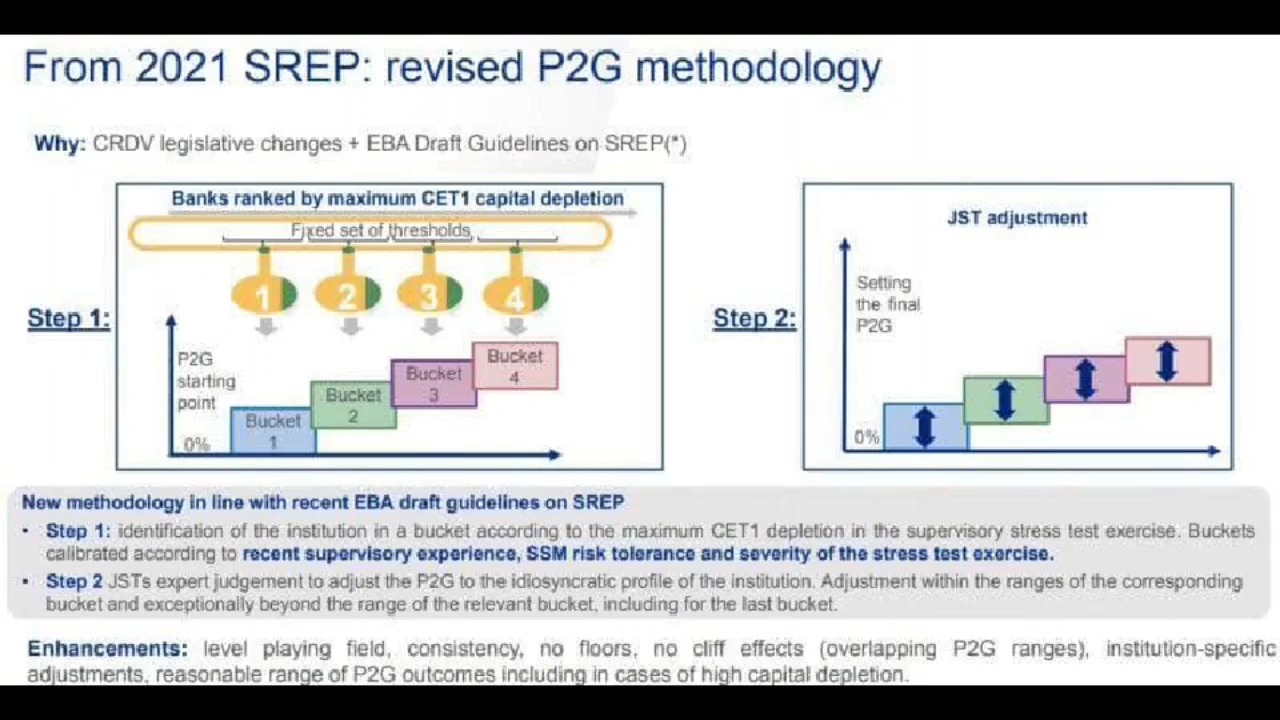 From 2021 SREP: revised P2G methodology
Why: CRDV legislative changes + EBA Draft Guidelines on SREP(*)
Step 1:
Banks ranked by maximum CET1 capital depletion
Fixed set of thresholds
1 2 3 4
P2G
starting
point
0%
Bucket
1
Bucket
2
Bucket
3
Bucket
4
Step 2:
JST adjustment
Setting
the final
P2G
0%
New methodology in line with recent EBA draft guidelines on SREP
• Step 1: identification of the institution in a bucket according to the maximum CET1 depletion in the supervisory stress test exercise. Buckets
calibrated according to recent supervisory experience, SSM risk tolerance and severity of the stress test exercise.
• Step 2 JSTs expert judgement to adjust the P2G to the idiosyncratic profile of the institution. Adjustment within the ranges of the corresponding
bucket and exceptionally beyond the range of the relevant bucket, including for the last bucket.
Enhancements: level playing field, consistency, no floors, no cliff effects (overlapping P2G ranges), institution-specific
adjustments, reasonable range of P2G outcomes including in cases of high capital depletion.